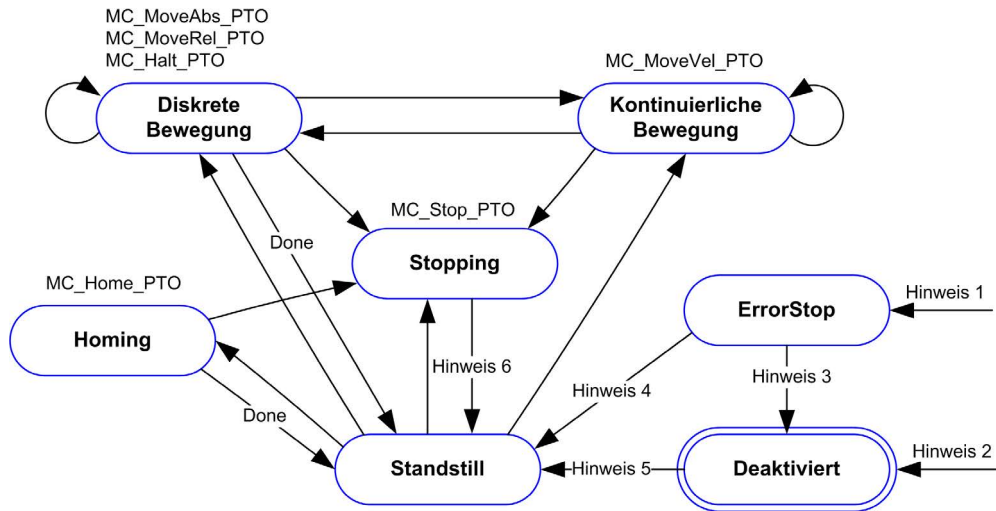 MC_MoveAbs_PTO
MC_MoveRel_PTO
MC_Halt_PTO
Diskrete
Bewegung
MC_MoveVel_PTO
Kontinuierliche
Bewegung
MC_Stop_PTO
Stopping
Done
MC_Home_PTO
Homing
Done
Hinweis 6
Standstill
ErrorStop
Hinweis 1
Hinweis 4
Hinweis 3
Hinweis 5
Deaktiviert
Hinweis 2